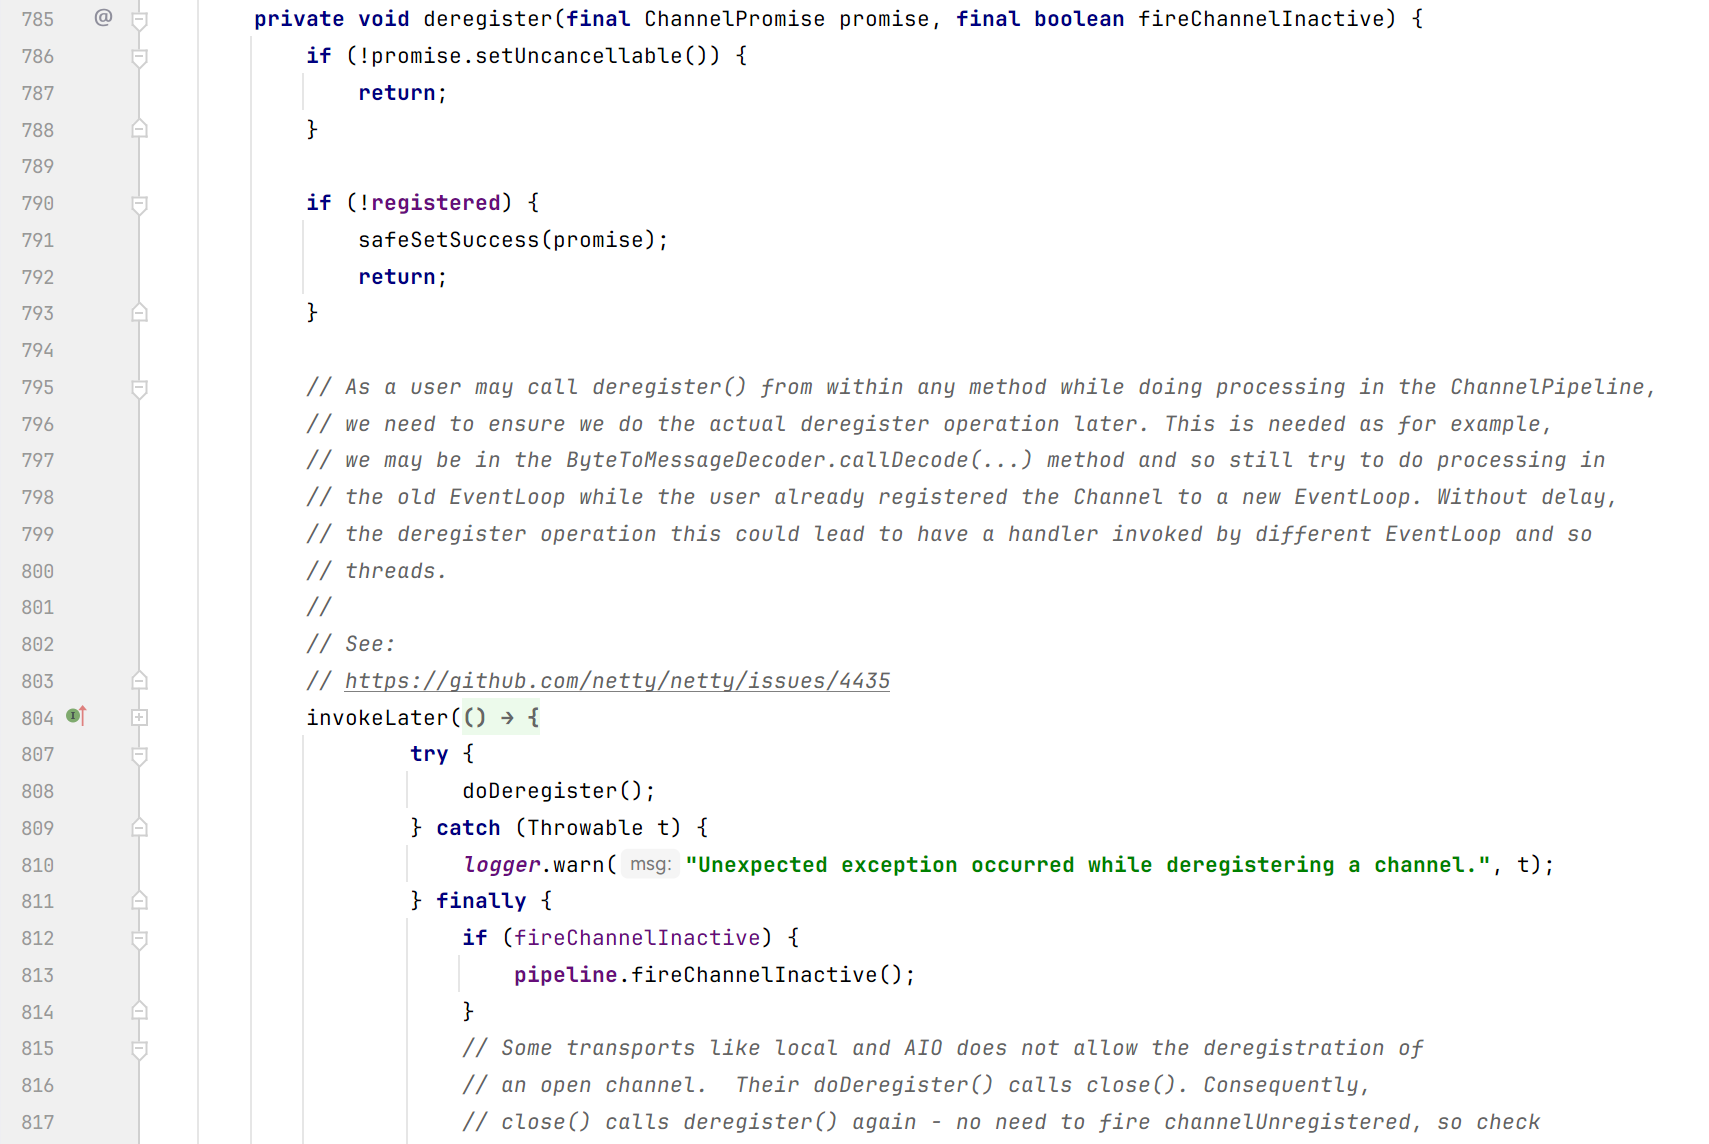 785 @ private void deregister(final ChannelPromise promise, final boolean fireChannelInactive) {
786 if (!promise.setUncancellable()) {
787 return;
788 }
789
790 if (!registered) {
791 safeSetSuccess(promise);
792 return;
793 }
794
795 // As a user may call deregister() from within any method while doing processing in the ChannelPipeline,
796 // we need to ensure we do the actual deregister operation later. This is needed as for example,
797 // we may be in the ByteToMessageDecoder.callDecode(...) method and so still try to do processing in
798 // the old EventLoop while the user already registered the Channel to a new EventLoop. Without delay,
799 // the deregister operation this could lead to have a handler invoked by different EventLoop and so
800 // threads.
801 //
802 // See:
803 // https://github.com/netty/netty/issues/4435
804 invokeLater(() → {
807 try {
808 doDeregister();
809 } catch (Throwable t) {
810 logger.warn( msg: "Unexpected exception occurred while deregistering a channel.", t);
811 } finally {
812 if (fireChannelInactive) {
813 pipeline.fireChannelInactive();
814 }
815 // Some transports like local and AIO does not allow the deregistration of
816 // an open channel.  Their doDeregister() calls close(). Consequently,
817 // close() calls deregister() again - no need to fire channelUnregistered, so check